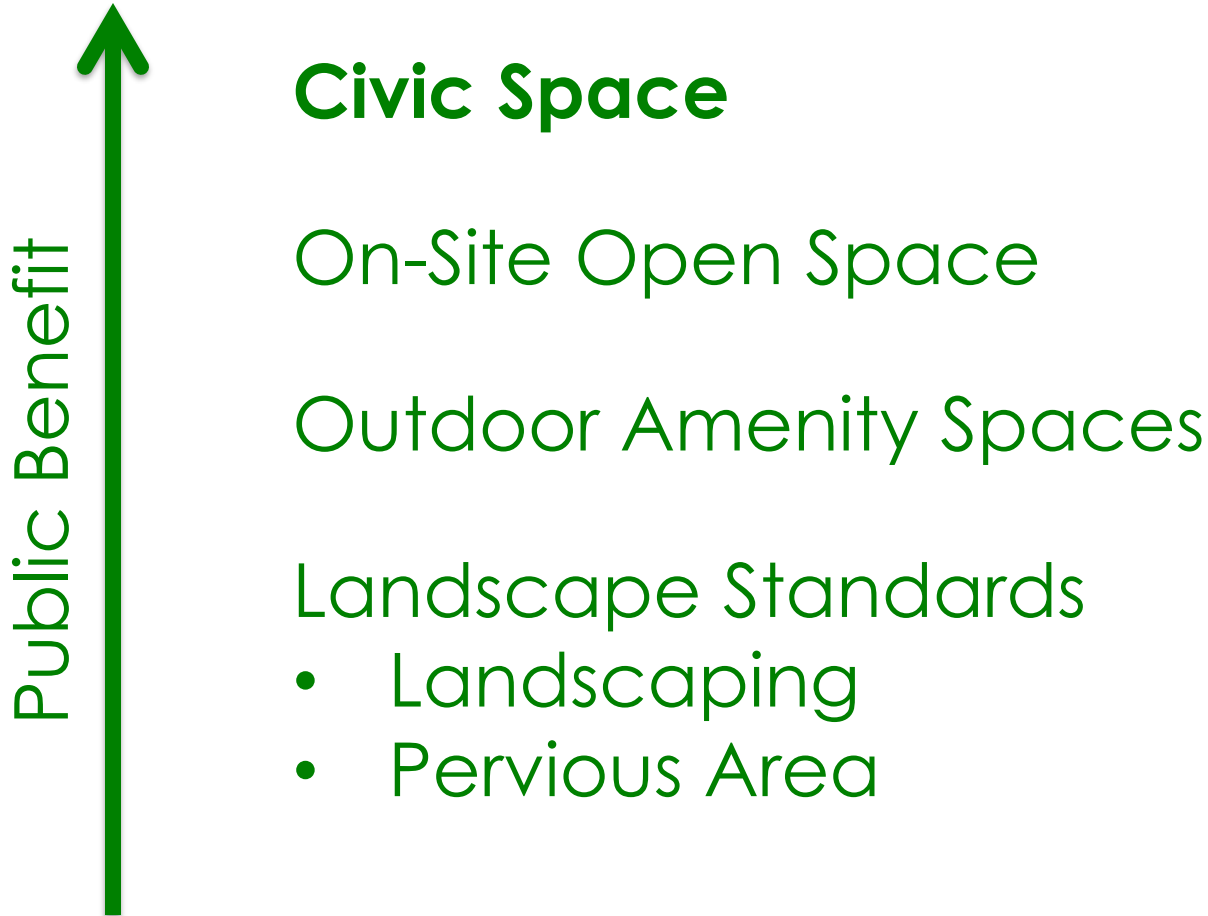 Public Benefit
Civic Space
On-Site Open Space
Outdoor Amenity Spaces
Landscape Standards
• Landscaping
• Pervious Area